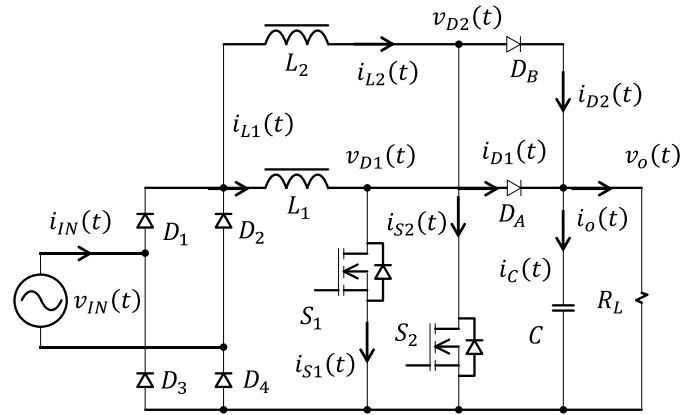 v_{D2}(t)
L_2
i_{L2}(t)
D_B
i_{D2}(t)
i_{L1}(t)
v_{D1}(t)
i_{D1}(t)
v_o(t)
L_1
D_A
i_{IN}(t)
D_1
D_2
i_{S2}(t)
i_o(t)
i_C(t)
v_{IN}(t)
S_1
S_2
C
R_L
i_{S1}(t)
D_3
D_4